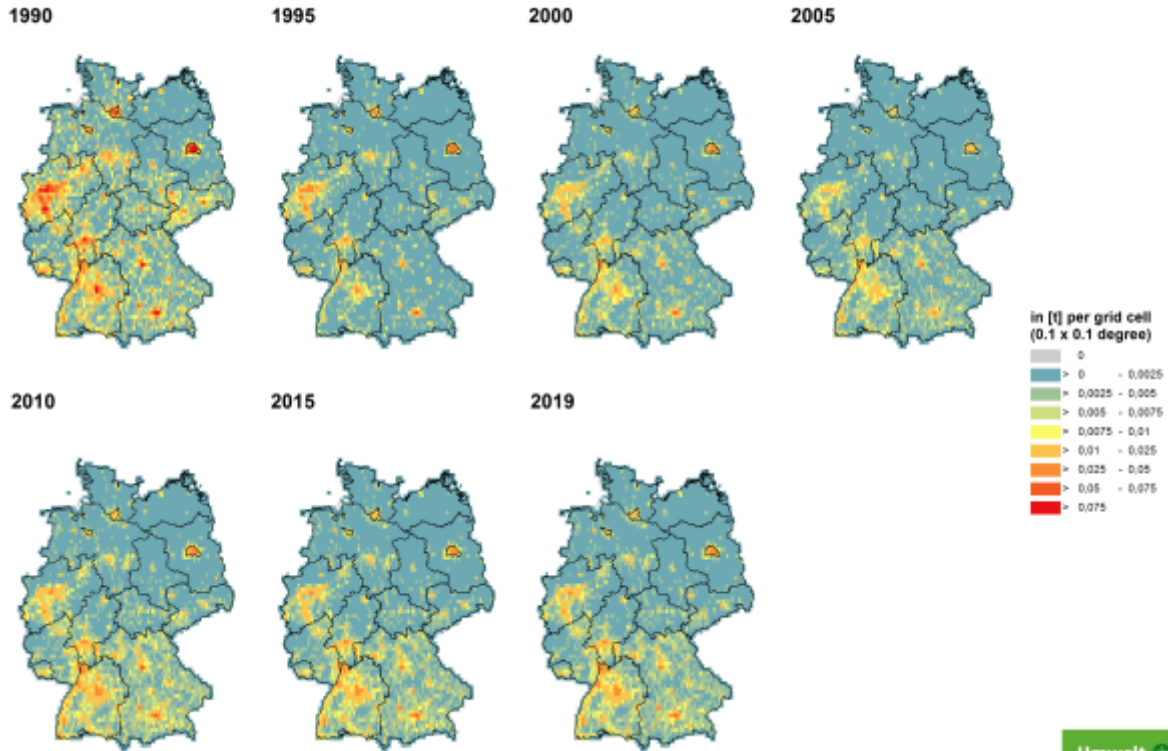 1990
1995
2000
2005
in [t] per grid cell
(0.1 x 0.1 degree)
0
> 0 - 0,0025
> 0,0025 - 0,005
> 0,005 - 0,0075
> 0,0075 - 0,01
> 0,01 - 0,025
> 0,025 - 0,05
> 0,05 - 0,075
> 0,075
2010
2015
2019
Umwelt